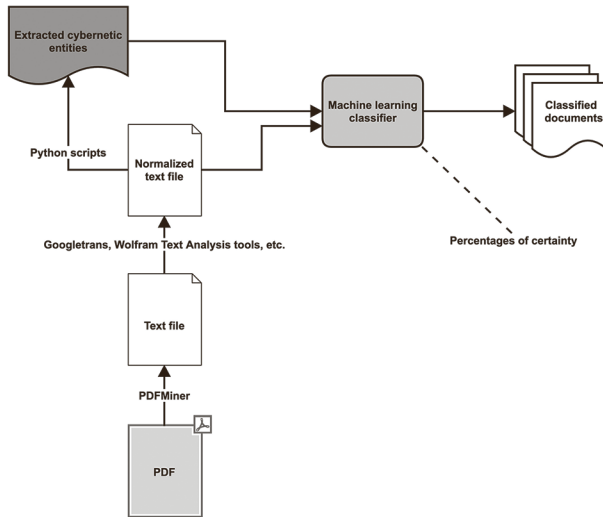 Extracted cybernetic
entities
Machine learning
classifier
Classified
documents
Python scripts
Normalized
text file
Percentages of certainty
Googletrans, Wolfram Text Analysis tools, etc.
Text file
PDFMiner
PDF